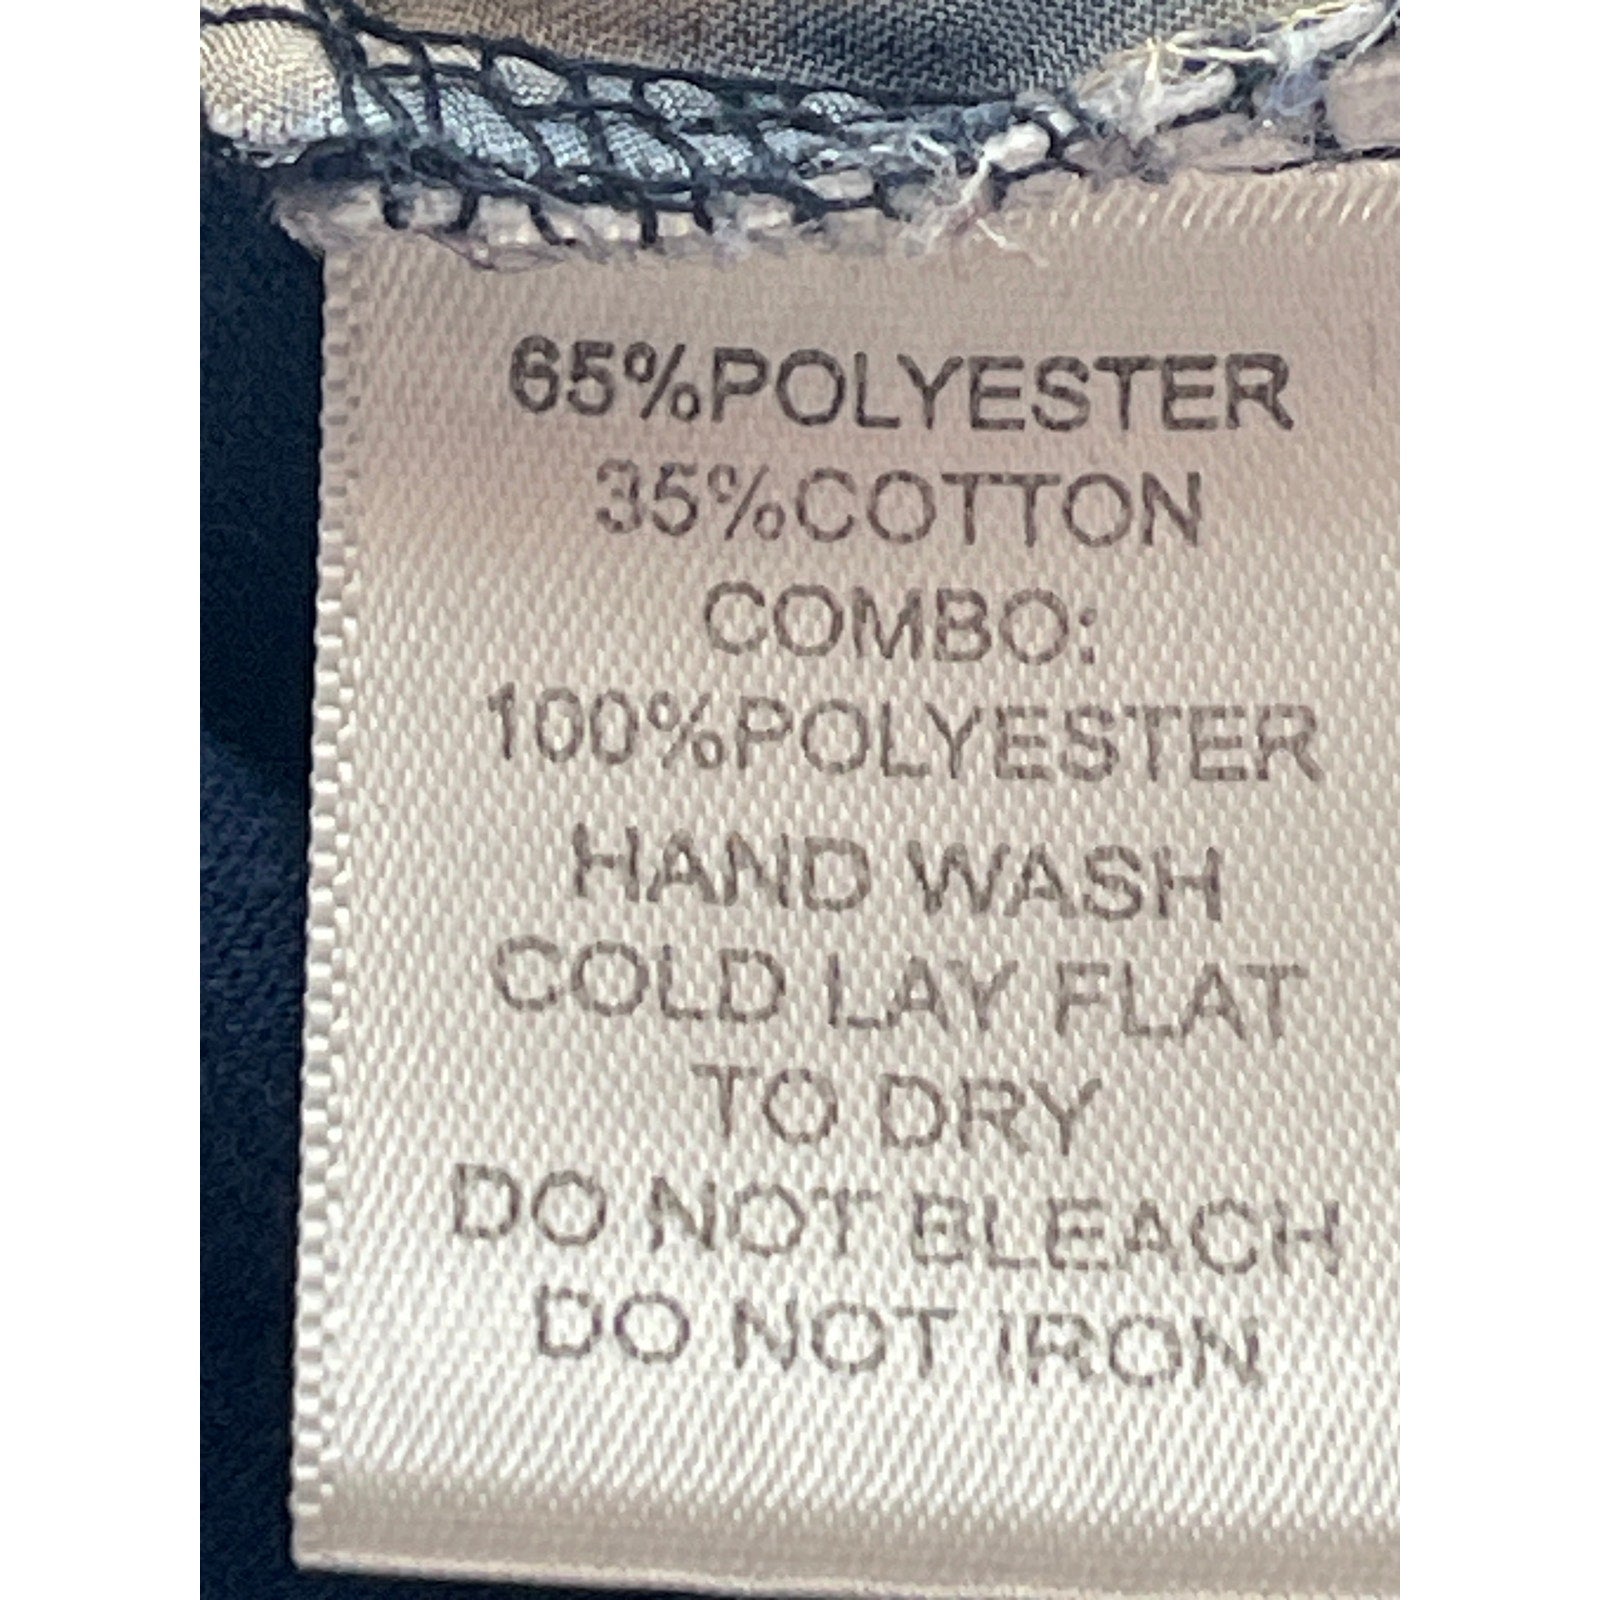 65%POLYESTER
35%COTTON
COMBO:
100%POLYESTER
HAND WASH
COLD LAY FLAT
TO DRY
DO NOT BLEACH
DO NOT IRON